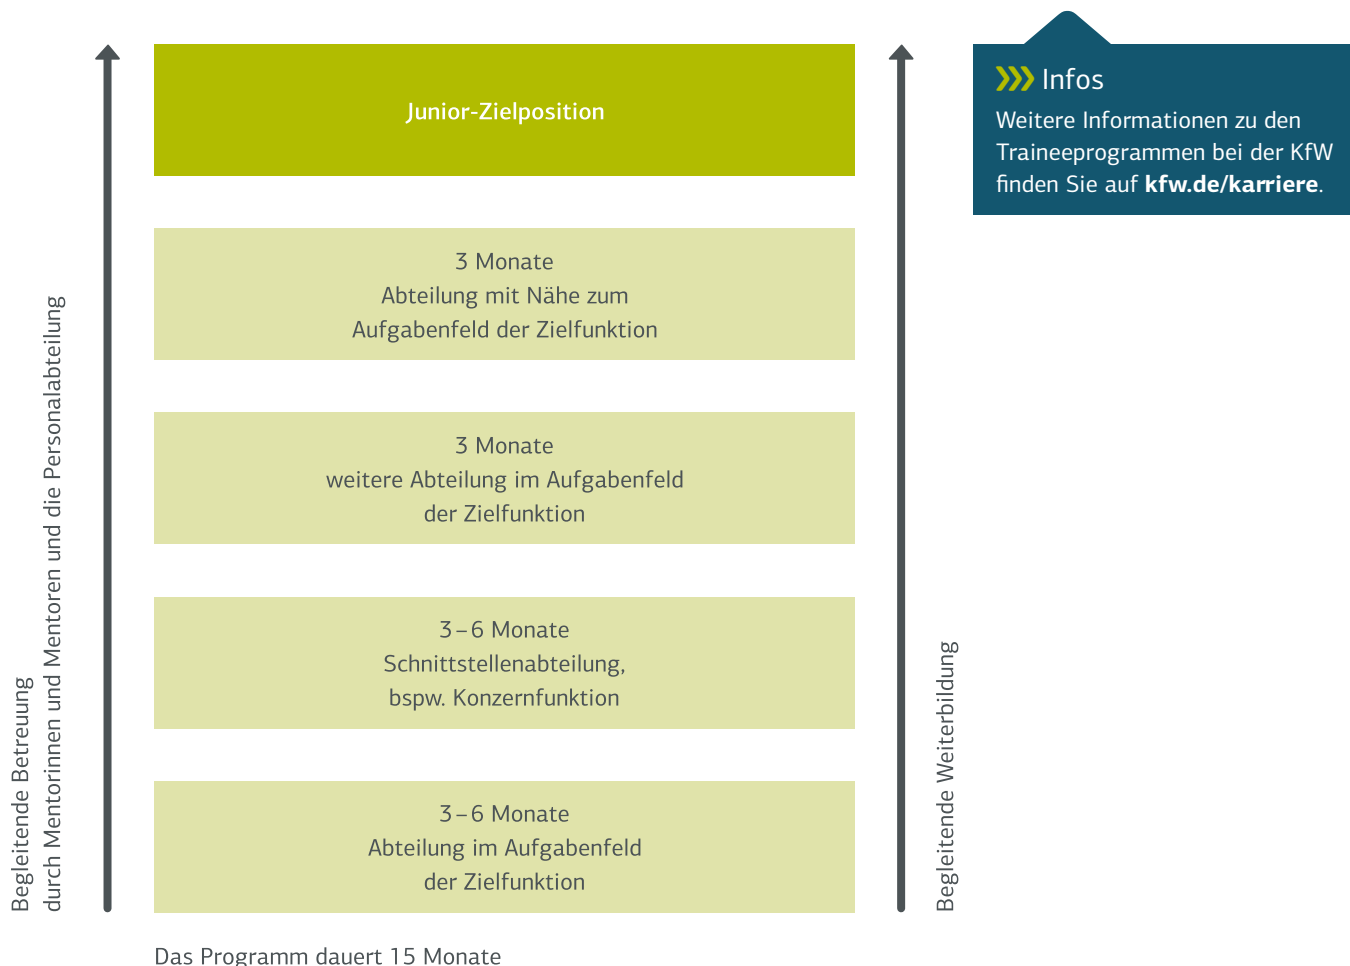 Junior-Zielposition
3 Monate
Abteilung mit Nähe zum
Aufgabenfeld der Zielfunktion
3 Monate
weitere Abteilung im Aufgabenfeld
der Zielfunktion
3–6 Monate
Schnittstellenabteilung,
bspw. Konzernfunktion
3–6 Monate
Abteilung im Aufgabenfeld
der Zielfunktion
Das Programm dauert 15 Monate
Begleitende Betreuung
durch Mentorinnen und Mentoren und die Personalabteilung
Begleitende Weiterbildung
Infos
Weitere Informationen zu den
Traineeprogrammen bei der KfW
finden Sie auf kfw.de/karriere.